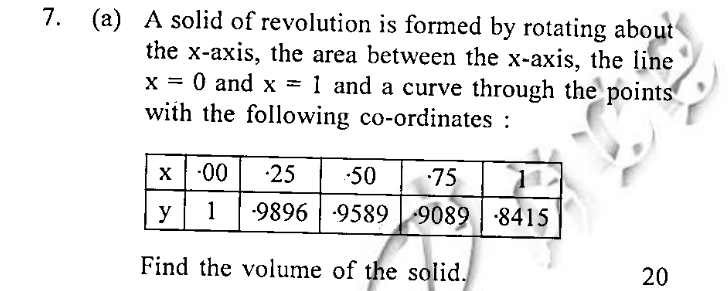 7. (a) A solid of revolution is formed by rotating about
the x-axis, the area between the x-axis, the line
x = 0 and x = 1 and a curve through the points
with the following co-ordinates :
x ·00 ·25 ·50 ·75 1
y 1 ·9896 ·9589 ·9089 ·8415
Find the volume of the solid. 20